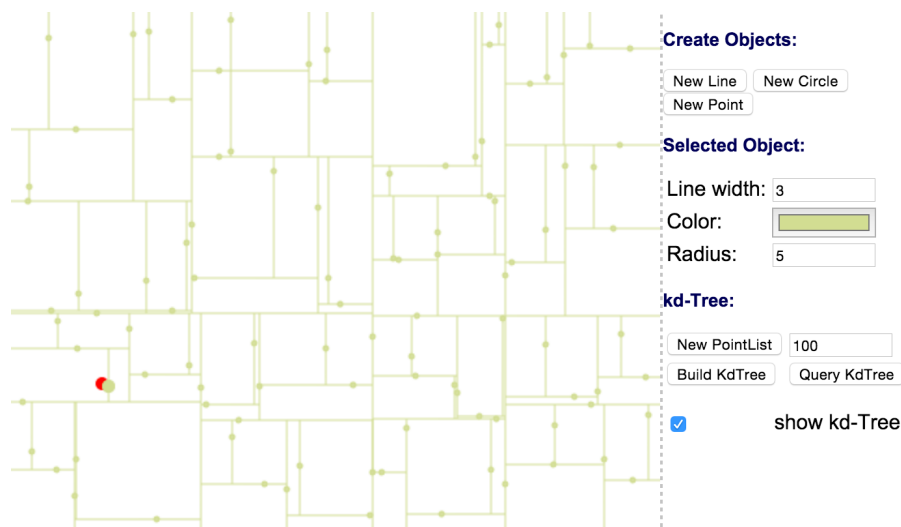 Create Objects:
New Line New Circle
New Point
Selected Object:
Line width: 3
Color:
Radius: 5
kd-Tree:
New PointList 100
Build KdTree Query KdTree
show kd-Tree